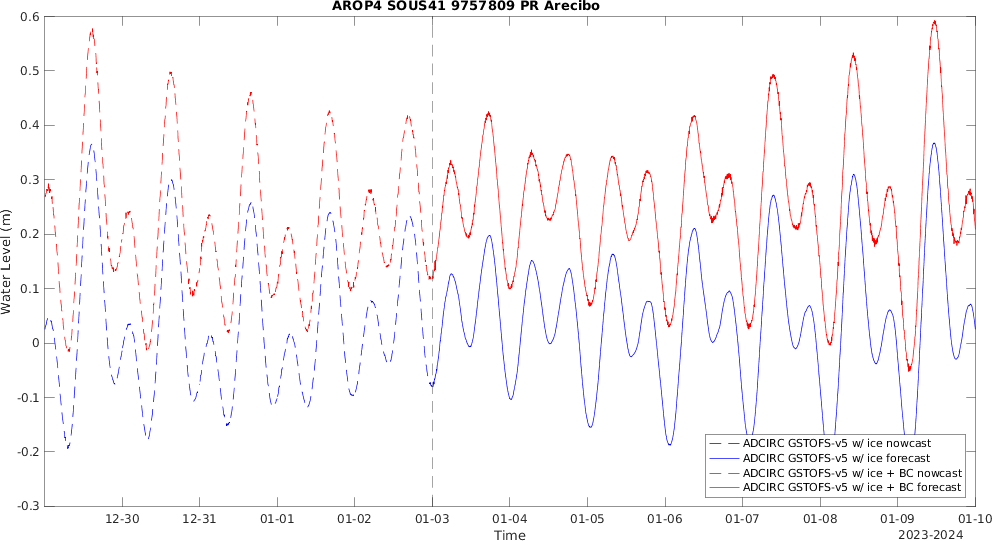 AROP4 SOUS41 9757809 PR Arecibo
Water Level (m)
0.6
0.5
0.4
0.3
0.2
0.1
0
-0.1
-0.2
-0.3
ADCIRC GSTOFS-v5 w/ ice nowcast
ADCIRC GSTOFS-v5 w/ ice forecast
ADCIRC GSTOFS-v5 w/ ice + BC nowcast
ADCIRC GSTOFS-v5 w/ ice + BC forecast
12-30 12-31 01-01 01-02 01-03 01-04 01-05 01-06 01-07 01-08 01-09 01-10
Time
2023-2024